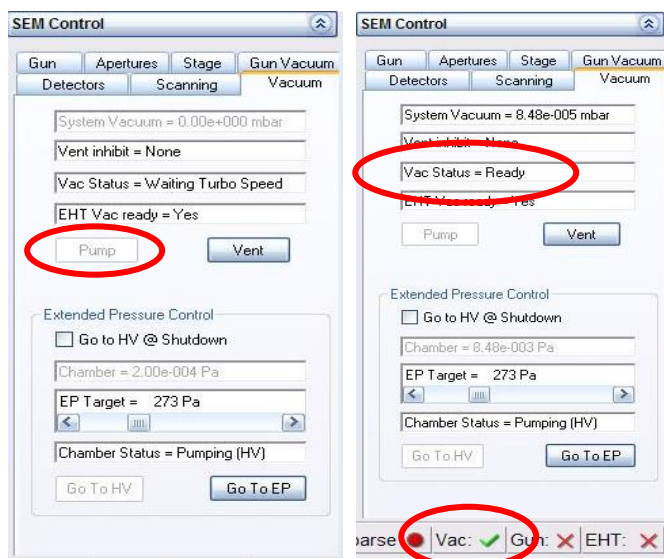 SEM Control
Gun Apertures Stage Gun Vacuum
Detectors Scanning Vacuum
System Vacuum = 0.00e+000 mbar
Vent inhibit = None
Vac Status = Waiting Turbo Speed
EHT Vac ready = Yes
Pump Vent
Extended Pressure Control
Go to HV @ Shutdown
Chamber = 2.00e-004 Pa
EP Target = 273 Pa
Chamber Status = Pumping (HV)
Go To HV Go To EP
SEM Control
Gun Apertures Stage Gun Vacuum
Detectors Scanning Vacuum
System Vacuum = 8.48e-005 mbar
Vent inhibit = None
Vac Status = Ready
EHT Vac ready = Yes
Pump Vent
Extended Pressure Control
Go to HV @ Shutdown
Chamber = 8.48e-003 Pa
EP Target = 273 Pa
Chamber Status = Pumping (HV)
Go To HV Go To EP
parse Vac: Gun: EHT: